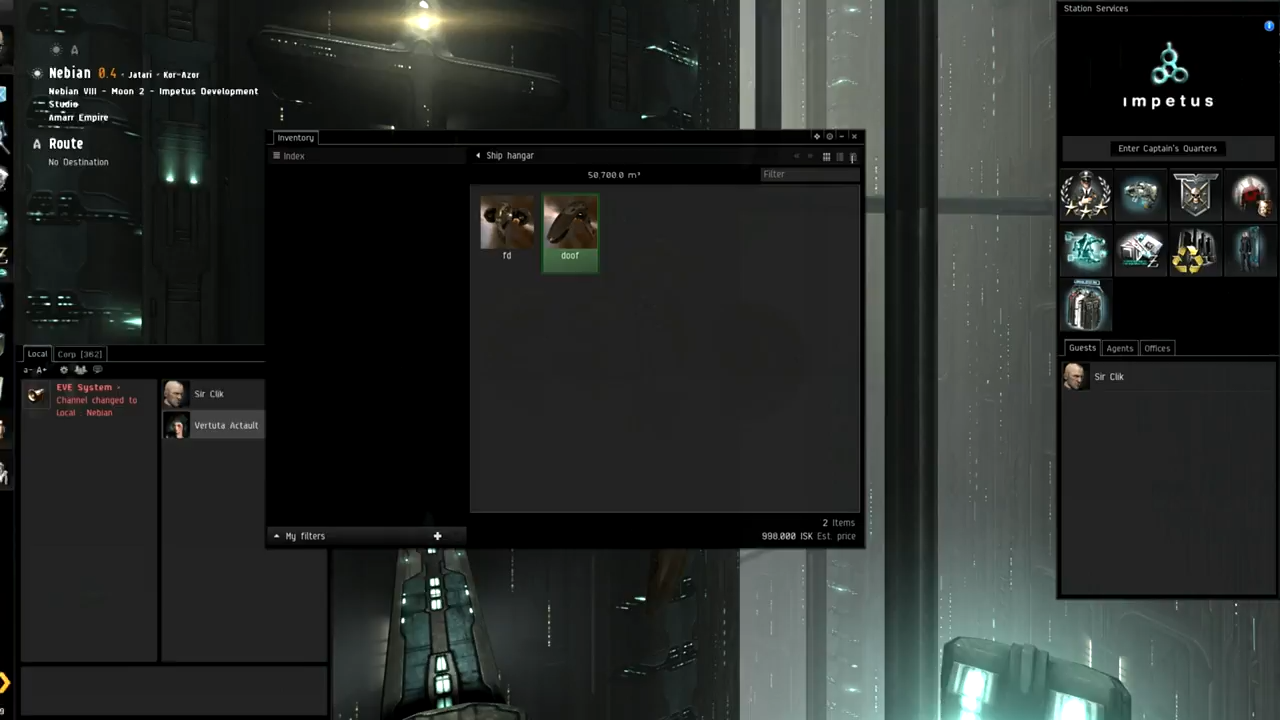 Nebian 0.4 · Jatari · Kor-Azor
Nebian VIII - Moon 2 - Impetus Development
Studio
Amarr Empire
Route
No Destination
Inventory
Index
Ship hangar
50.700.0 m³
Filter
fd
doof
My filters
2 Items
998.000 ISK Est. price
Local
Corp [362]
a- A+
EVE System ·
Channel changed to
Local Nebian
Sir Clik
Vertuta Actault
Station Services
impetus
Enter Captain's Quarters
Guests
Agents
Offices
Sir Clik